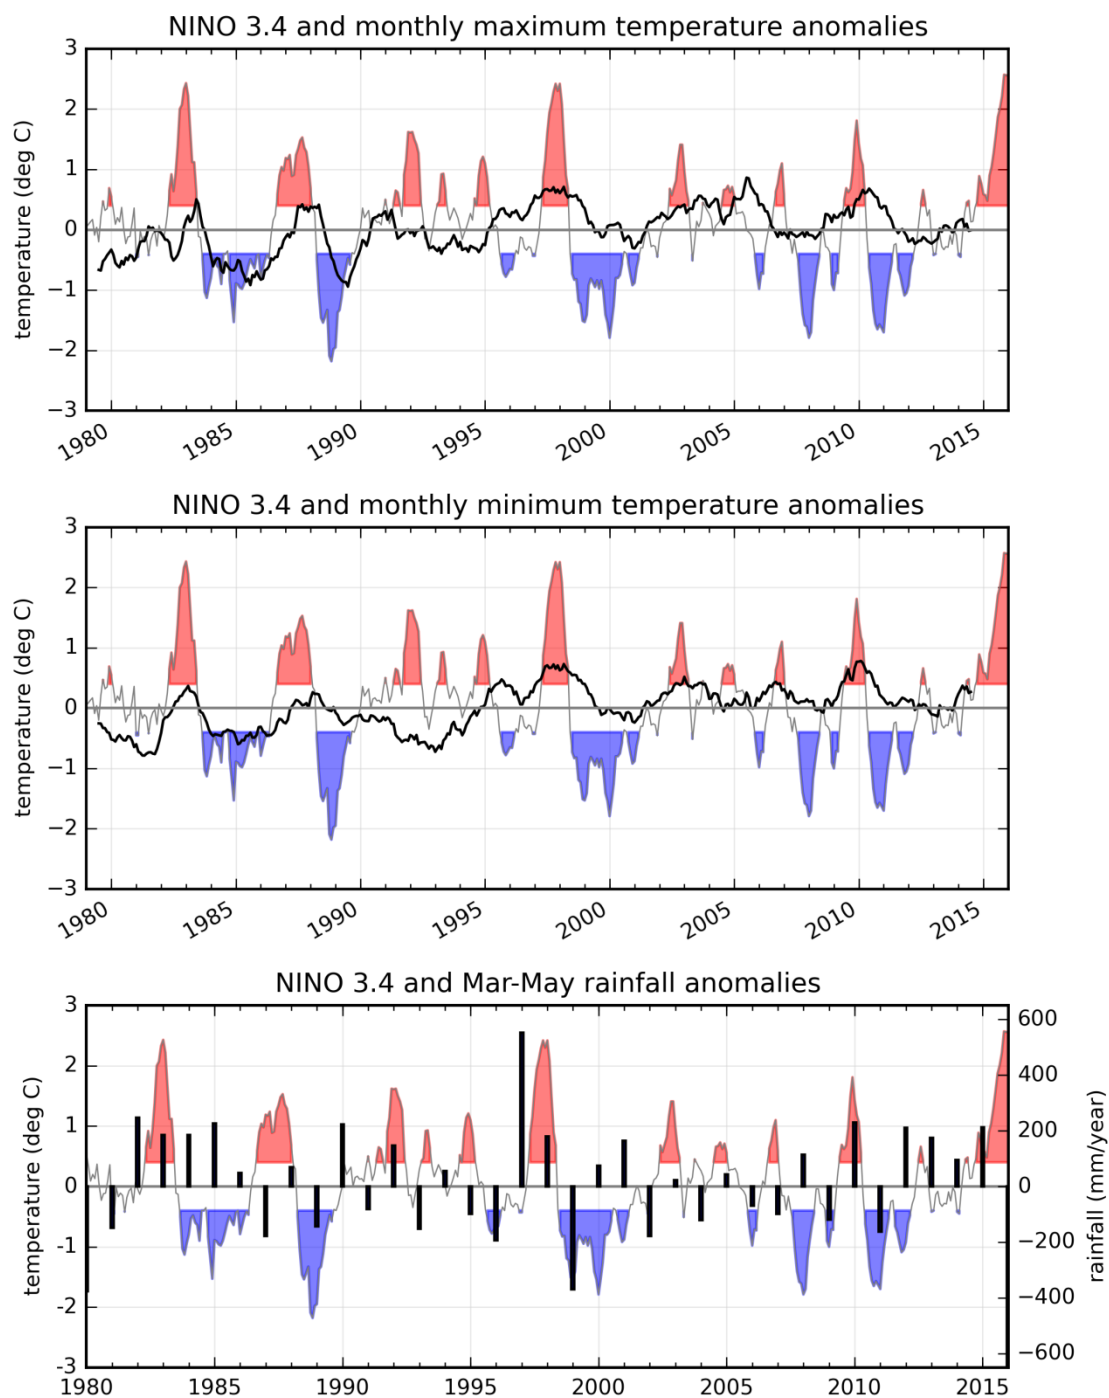 NINO 3.4 and monthly maximum temperature anomalies
3
2
1
0
−1
−2
−3
temperature (deg C)
1980 1985 1990 1995 2000 2005 2010 2015
NINO 3.4 and monthly minimum temperature anomalies
3
2
1
0
−1
−2
−3
temperature (deg C)
1980 1985 1990 1995 2000 2005 2010 2015
NINO 3.4 and Mar-May rainfall anomalies
3
2
1
0
-1
-2
-3
temperature (deg C)
600
400
200
0
−200
−400
−600
rainfall (mm/year)
1980 1985 1990 1995 2000 2005 2010 2015